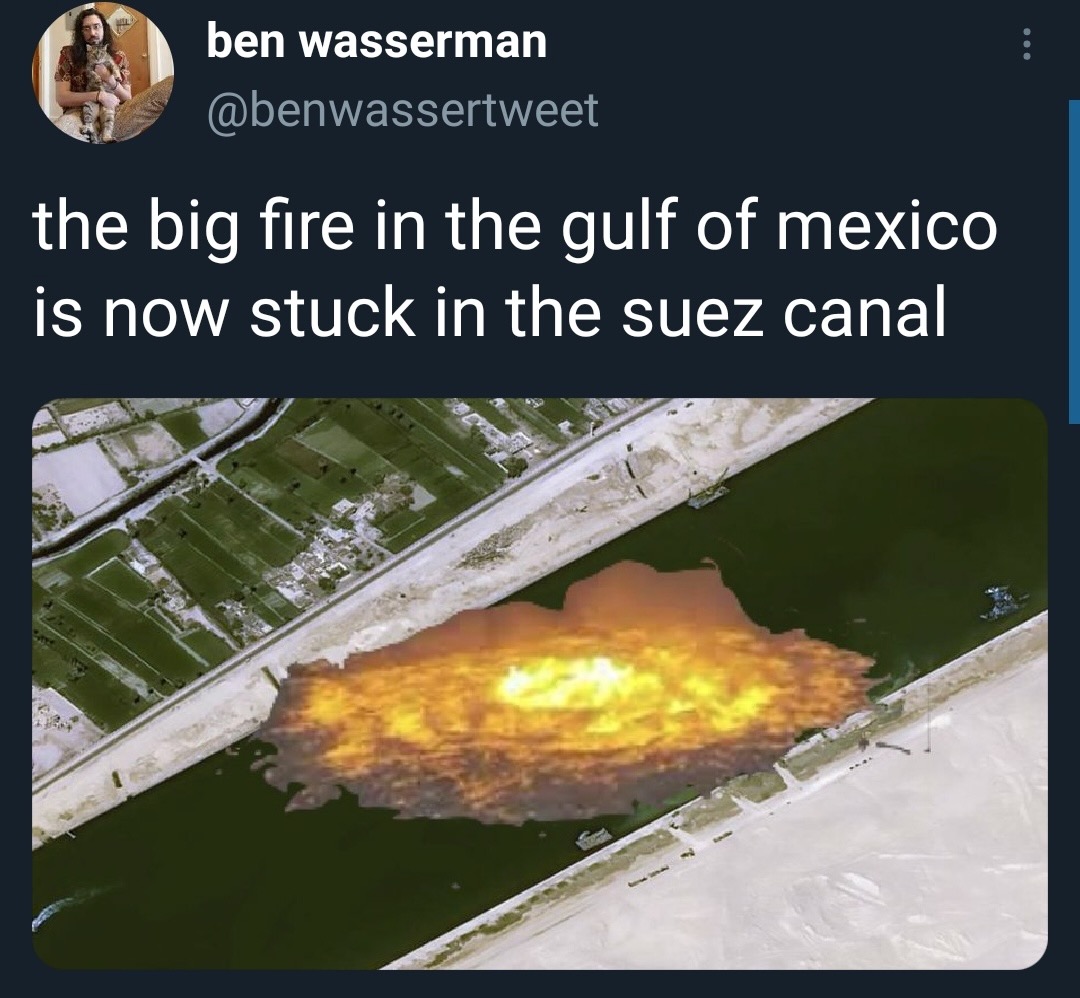 ben wasserman
@benwassertweet
the big fire in the gulf of mexico
is now stuck in the suez canal